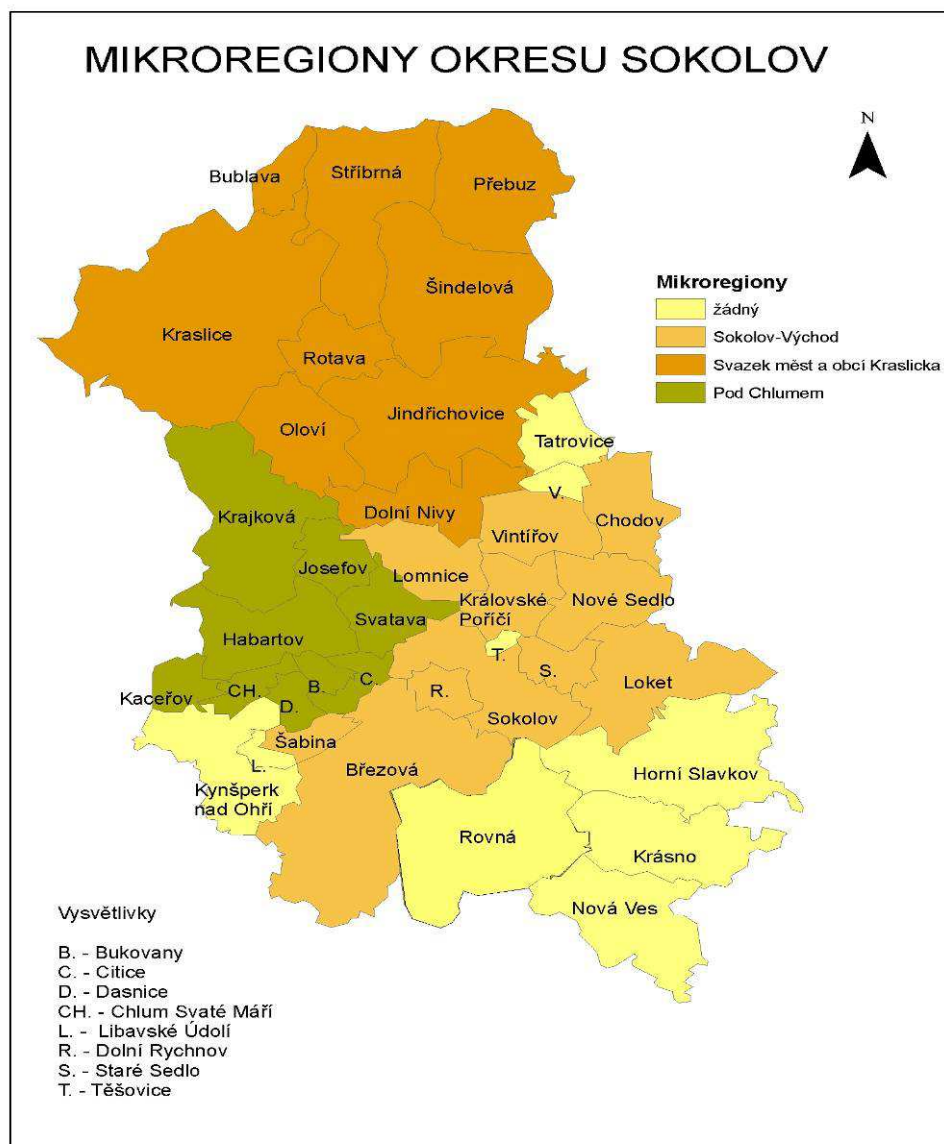 MIKROREGIONY OKRESU SOKOLOV
N
Bublava
Stříbrná
Přebuz
Šindelová
Kraslice
Rotava
Mikroregiony
žádný
Sokolov-Východ
Svazek měst a obcí Kraslicka
Pod Chlumem
Jindřichovice
Oloví
Tatrovice
V.
Krajková
Dolní Nivy
Chodov
Vintířov
Josefov
Lomnice
Královské
Poříčí
Nové Sedlo
Svatava
Habartov
T.
S.
Loket
Kaceřov
CH.
B.
C.
D.
R.
Sokolov
Šabina
L.
Březová
Kynšperk
nad Ohří
Horní Slavkov
Rovná
Krásno
Nová Ves
Vysvětlivky
B. - Bukovany
C. - Citice
D. - Dasnice
CH. - Chlum Svaté Máří
L. - Libavské Údolí
R. - Dolní Rychnov
S. - Staré Sedlo
T. - Těšovice